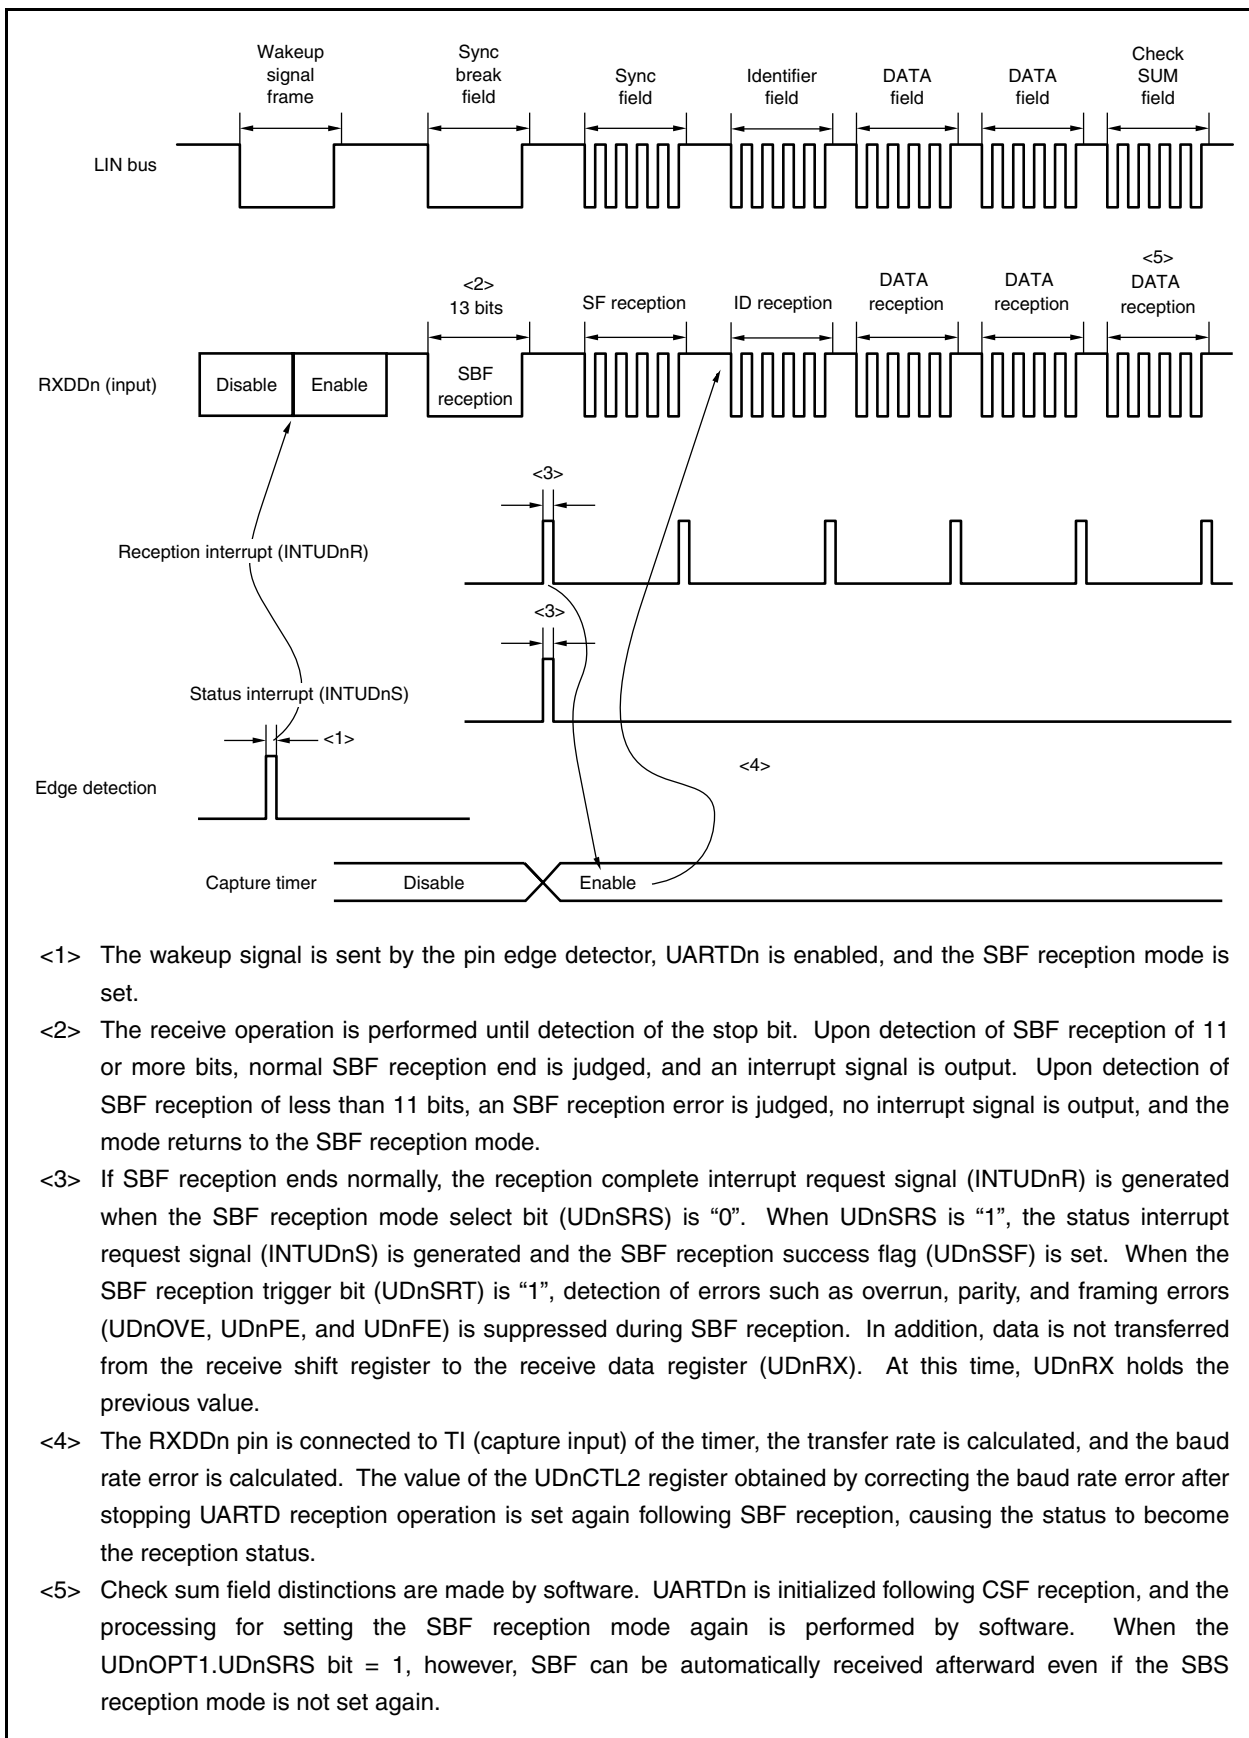 Wakeup
signal
frame
Sync
break
field
Sync
field
Identifier
field
DATA
field
DATA
field
Check
SUM
field
LIN bus
<2>
13 bits
SF reception
ID reception
DATA
reception
DATA
reception
<5>
DATA
reception
RXDDn (input)
Disable
Enable
SBF
reception
<3>
Reception interrupt (INTUDnR)
<3>
Status interrupt (INTUDnS)
<1>
<4>
Edge detection
Capture timer
Disable
Enable
<1> The wakeup signal is sent by the pin edge detector, UARTDn is enabled, and the SBF reception mode is
set.
<2> The receive operation is performed until detection of the stop bit. Upon detection of SBF reception of 11
or more bits, normal SBF reception end is judged, and an interrupt signal is output. Upon detection of
SBF reception of less than 11 bits, an SBF reception error is judged, no interrupt signal is output, and the
mode returns to the SBF reception mode.
<3> If SBF reception ends normally, the reception complete interrupt request signal (INTUDnR) is generated
when the SBF reception mode select bit (UDnSRS) is “0”. When UDnSRS is “1”, the status interrupt
request signal (INTUDnS) is generated and the SBF reception success flag (UDnSSF) is set. When the
SBF reception trigger bit (UDnSRT) is “1”, detection of errors such as overrun, parity, and framing errors
(UDnOVE, UDnPE, and UDnFE) is suppressed during SBF reception. In addition, data is not transferred
from the receive shift register to the receive data register (UDnRX). At this time, UDnRX holds the
previous value.
<4> The RXDDn pin is connected to TI (capture input) of the timer, the transfer rate is calculated, and the baud
rate error is calculated. The value of the UDnCTL2 register obtained by correcting the baud rate error after
stopping UARTD reception operation is set again following SBF reception, causing the status to become
the reception status.
<5> Check sum field distinctions are made by software. UARTDn is initialized following CSF reception, and the
processing for setting the SBF reception mode again is performed by software. When the
UDnOPT1.UDnSRS bit = 1, however, SBF can be automatically received afterward even if the SBS
reception mode is not set again.